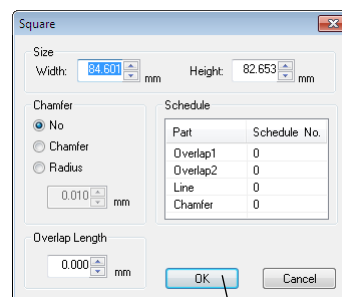 Square
Size
Width: 84.601 mm Height: 82.653 mm
Chamfer
No
Chamfer
Radius
0.010 mm
Schedule
Part Schedule No.
Overlap1 0
Overlap2 0
Line 0
Chamfer 0
Overlap Length
0.000 mm
OK Cancel